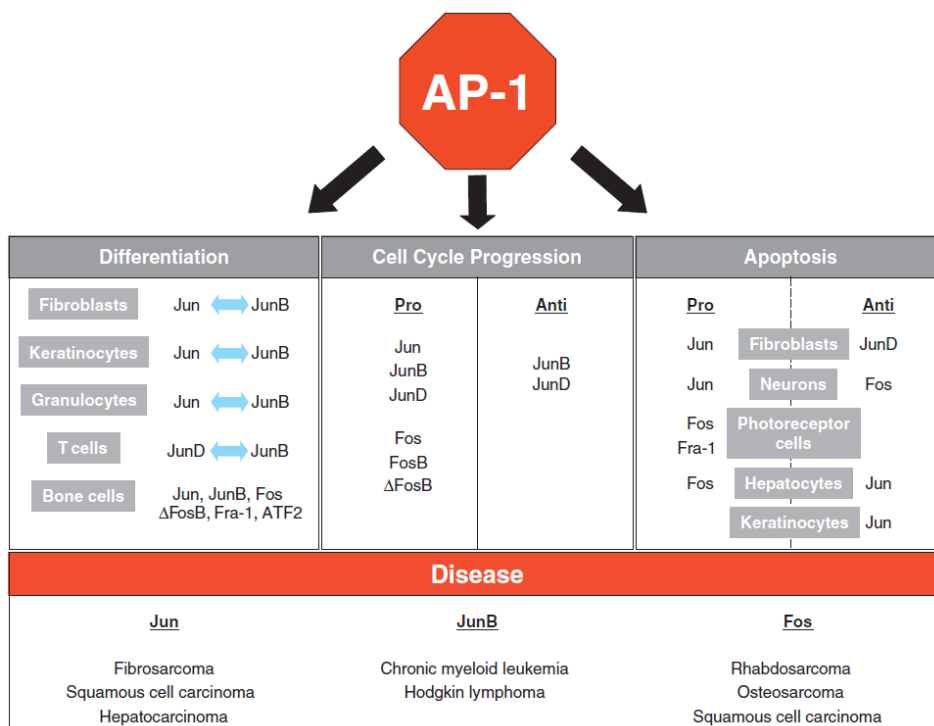 AP-1
Differentiation
Fibroblasts Jun JunB
Keratinocytes Jun JunB
Granulocytes Jun JunB
T cells JunD JunB
Bone cells Jun, JunB, Fos
ΔFosB, Fra-1, ATF2
Cell Cycle Progression
Pro Anti
Jun
JunB
JunD
JunB
JunD
Fos
FosB
ΔFosB
Apoptosis
Pro Anti
Jun Fibroblasts JunD
Jun Neurons Fos
Fos Photoreceptor
Fra-1 cells
Fos Hepatocytes Jun
Keratinocytes Jun
Disease
Jun
Fibrosarcoma
Squamous cell carcinoma
Hepatocarcinoma
JunB
Chronic myeloid leukemia
Hodgkin lymphoma
Fos
Rhabdosarcoma
Osteosarcoma
Squamous cell carcinoma